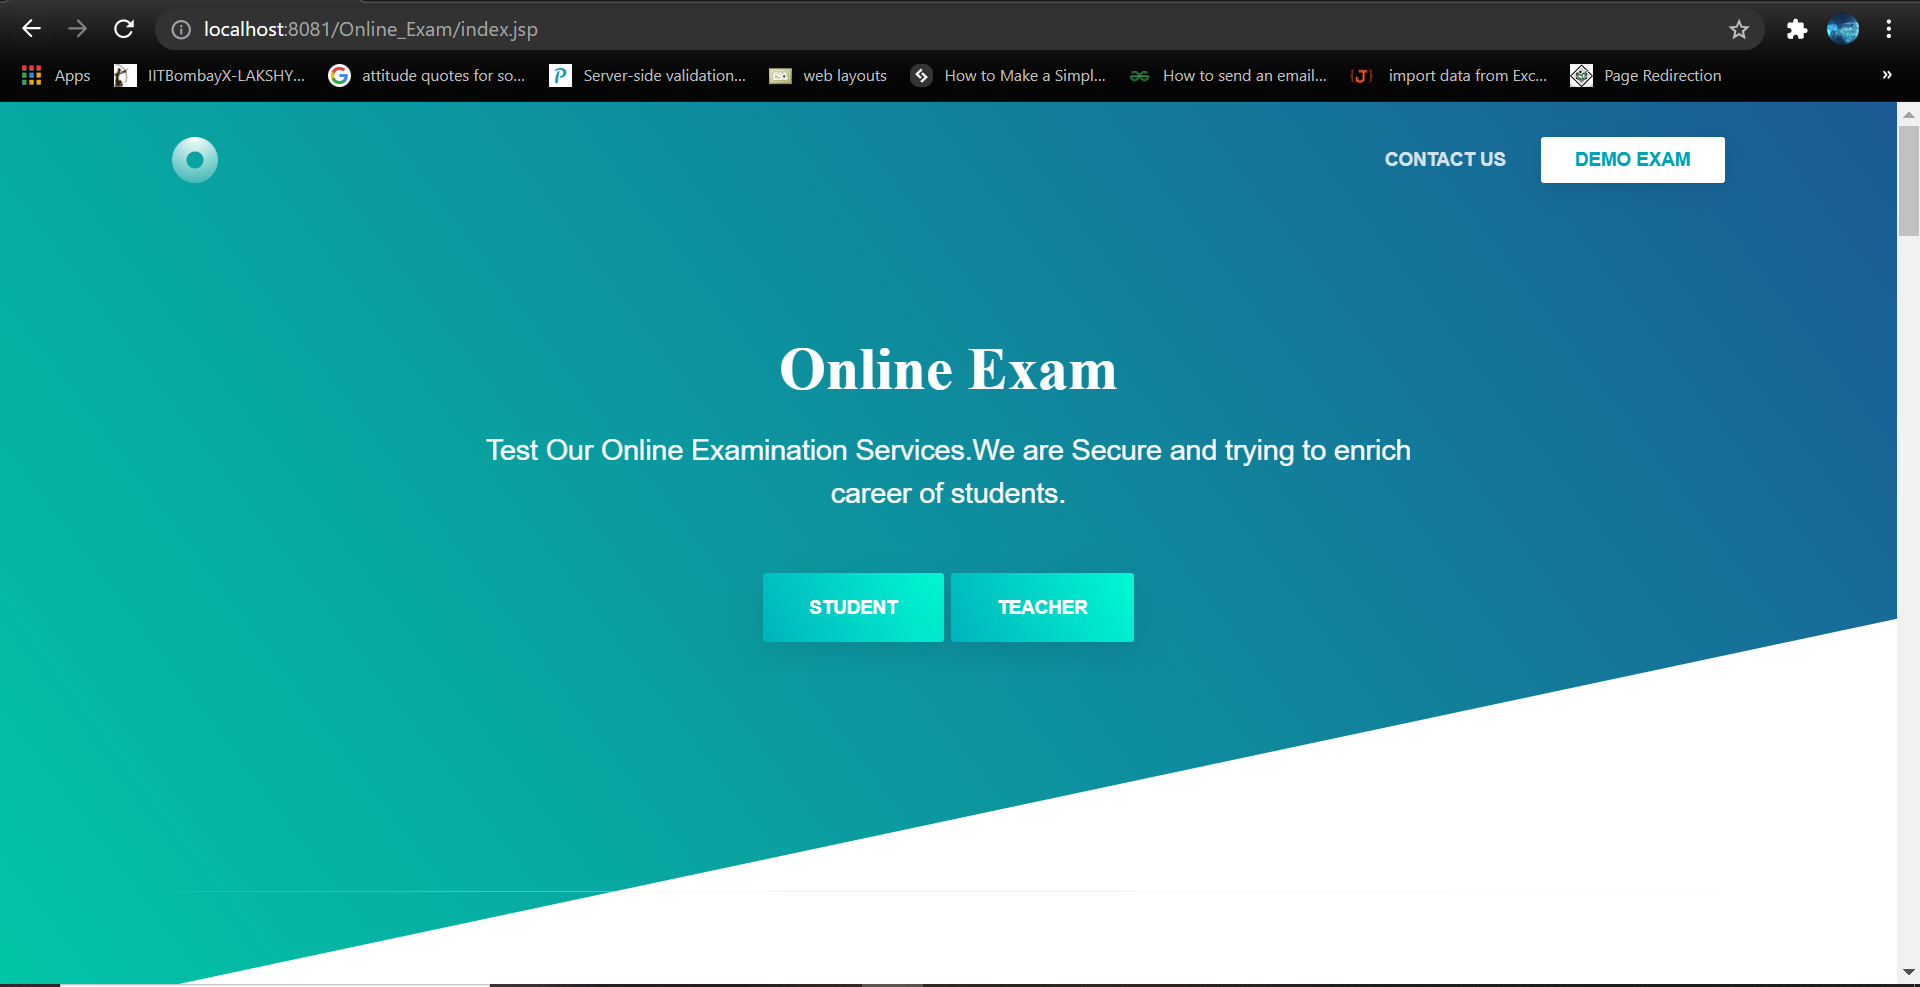 localhost:8081/Online_Exam/index.jsp
Apps IITBombayX-LAKSHY... attitude quotes for so... Server-side validation... web layouts How to Make a Simpl... How to send an email... import data from Exc... Page Redirection »
CONTACT US DEMO EXAM
Online Exam
Test Our Online Examination Services.We are Secure and trying to enrich
career of students.
STUDENT TEACHER